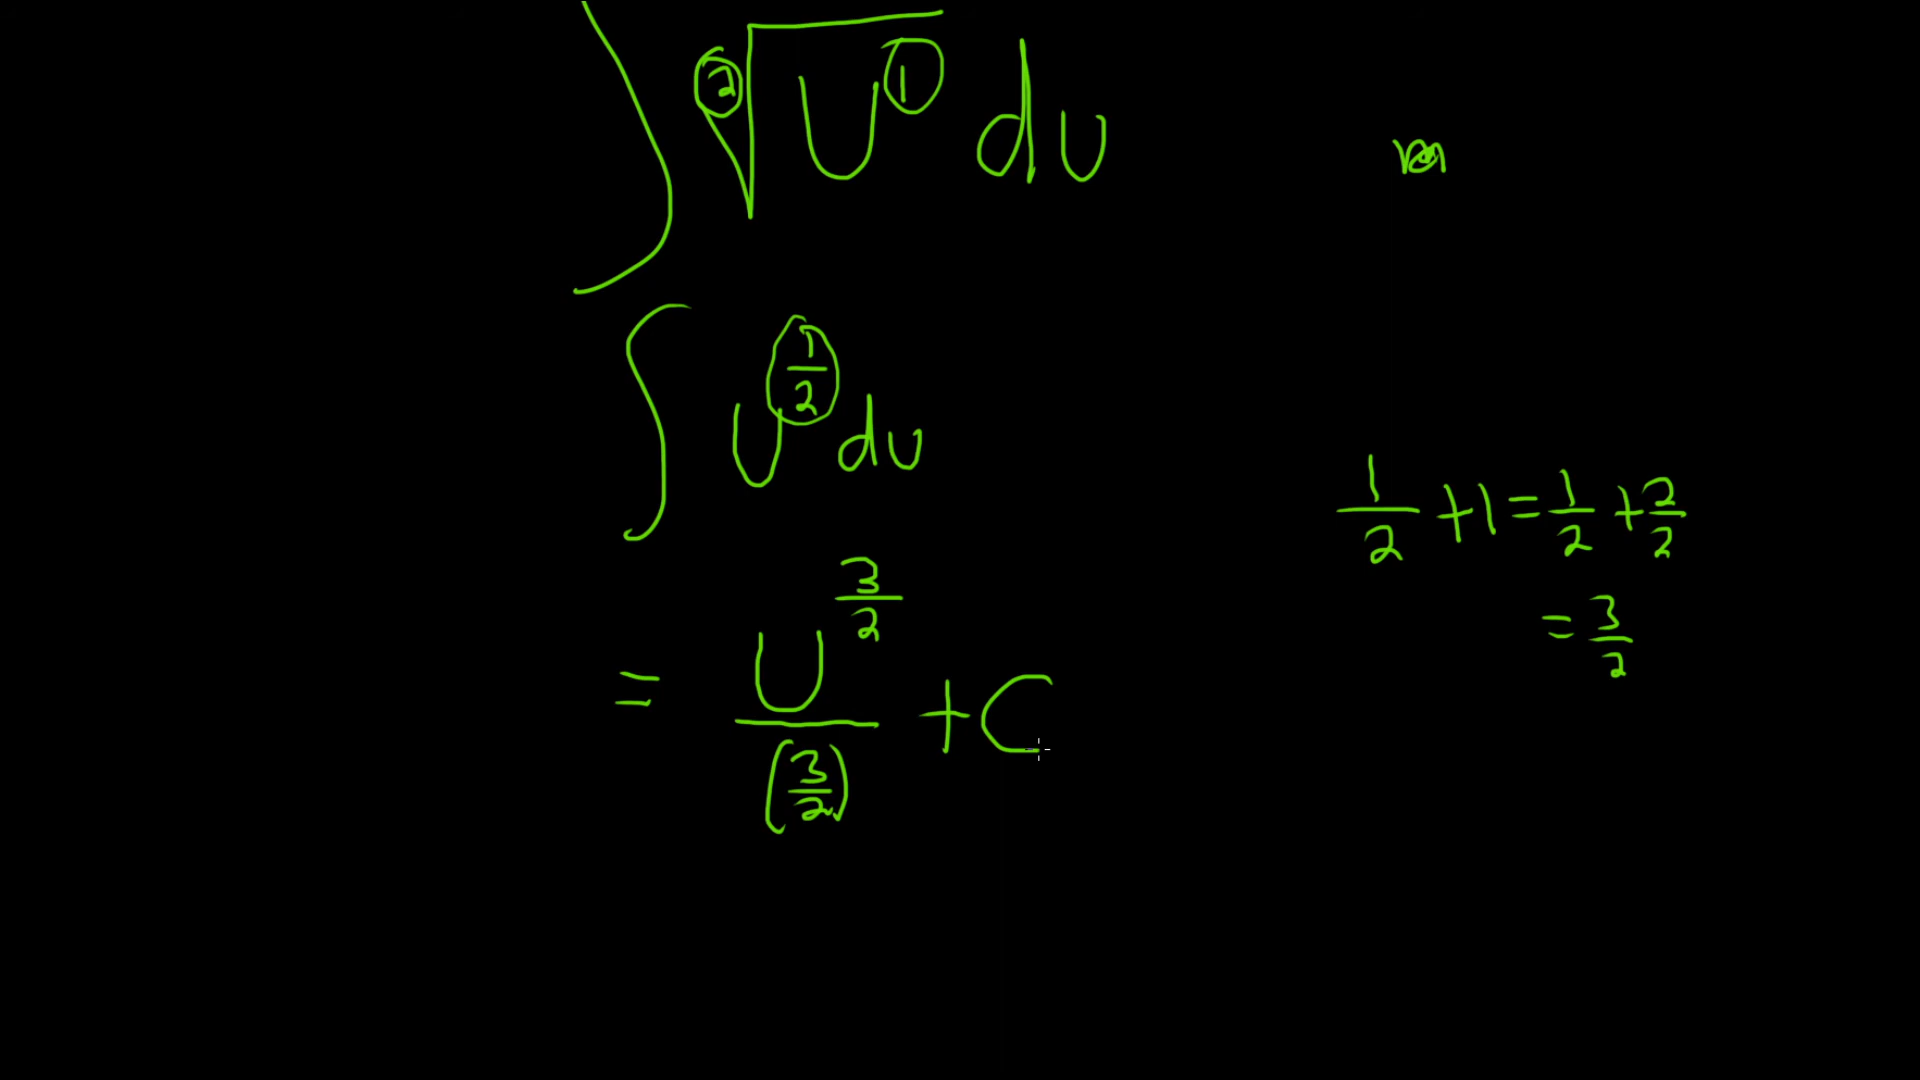 ∫ ²√U¹ du
∫ u^(1/2) du
1/2 + 1 = 1/2 + 2/2
= 3/2
= U^(3/2) / (3/2) + C